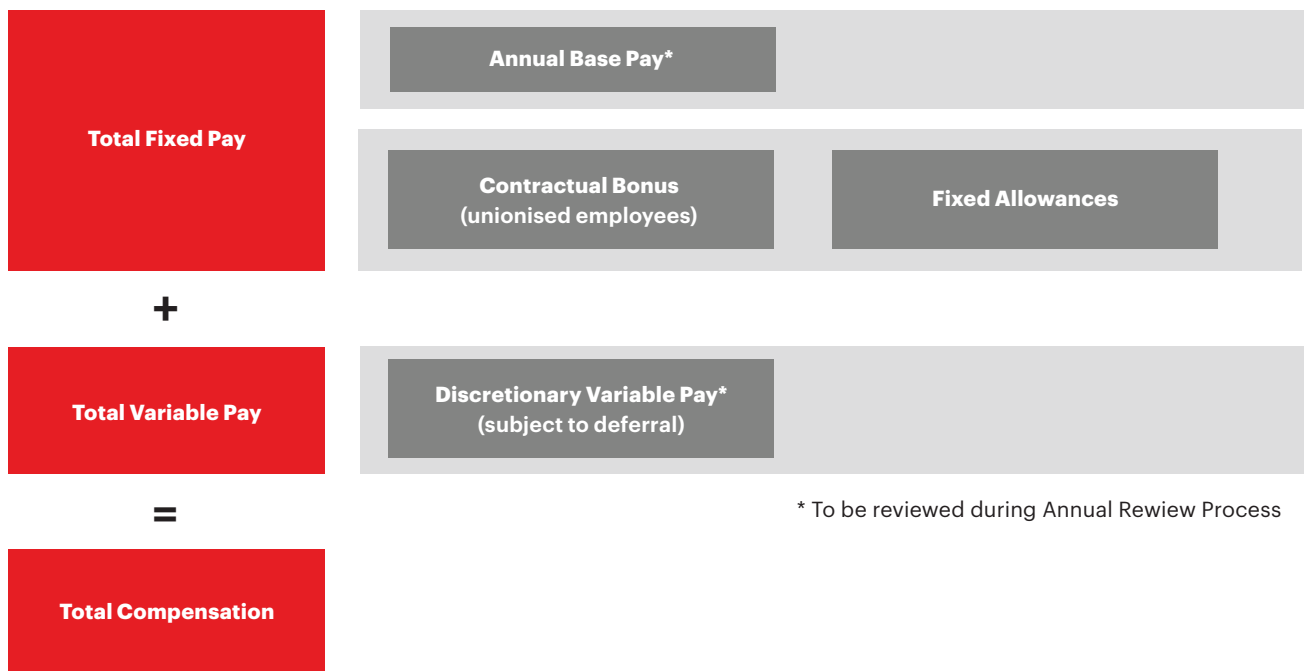 Annual Base Pay*
Total Fixed Pay
Contractual Bonus
(unionised employees)
Fixed Allowances
+
Total Variable Pay
Discretionary Variable Pay*
(subject to deferral)
=
* To be reviewed during Annual Rewiew Process
Total Compensation